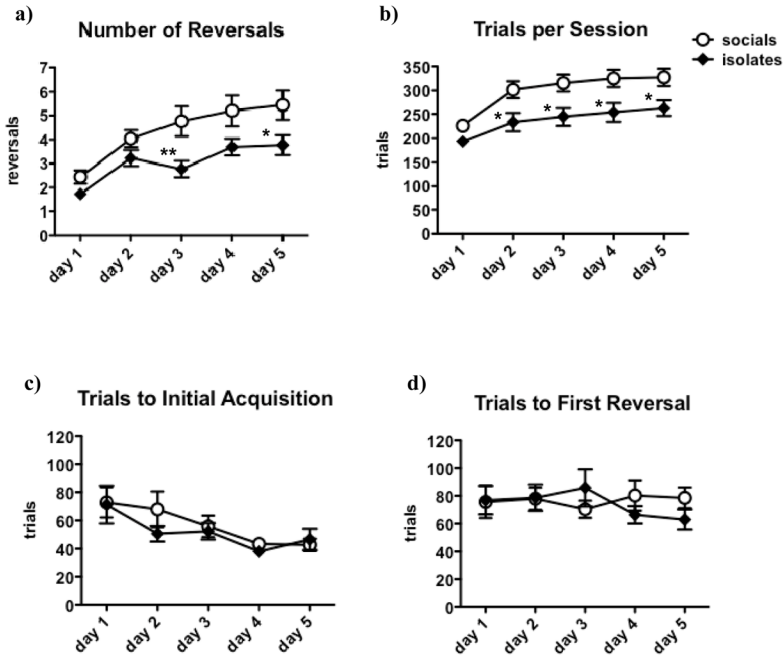 a)
Number of Reversals
reversals
7
6
5
4
3
2
1
0
**
*
day 1
day 2
day 3
day 4
day 5
b)
Trials per Session
trials
350
300
250
200
150
100
50
0
*
*
*
*
day 1
day 2
day 3
day 4
day 5
socials
isolates
c)
Trials to Initial Acquisition
trials
120
100
80
60
40
20
0
day 1
day 2
day 3
day 4
day 5
d)
Trials to First Reversal
trials
120
100
80
60
40
20
0
day 1
day 2
day 3
day 4
day 5